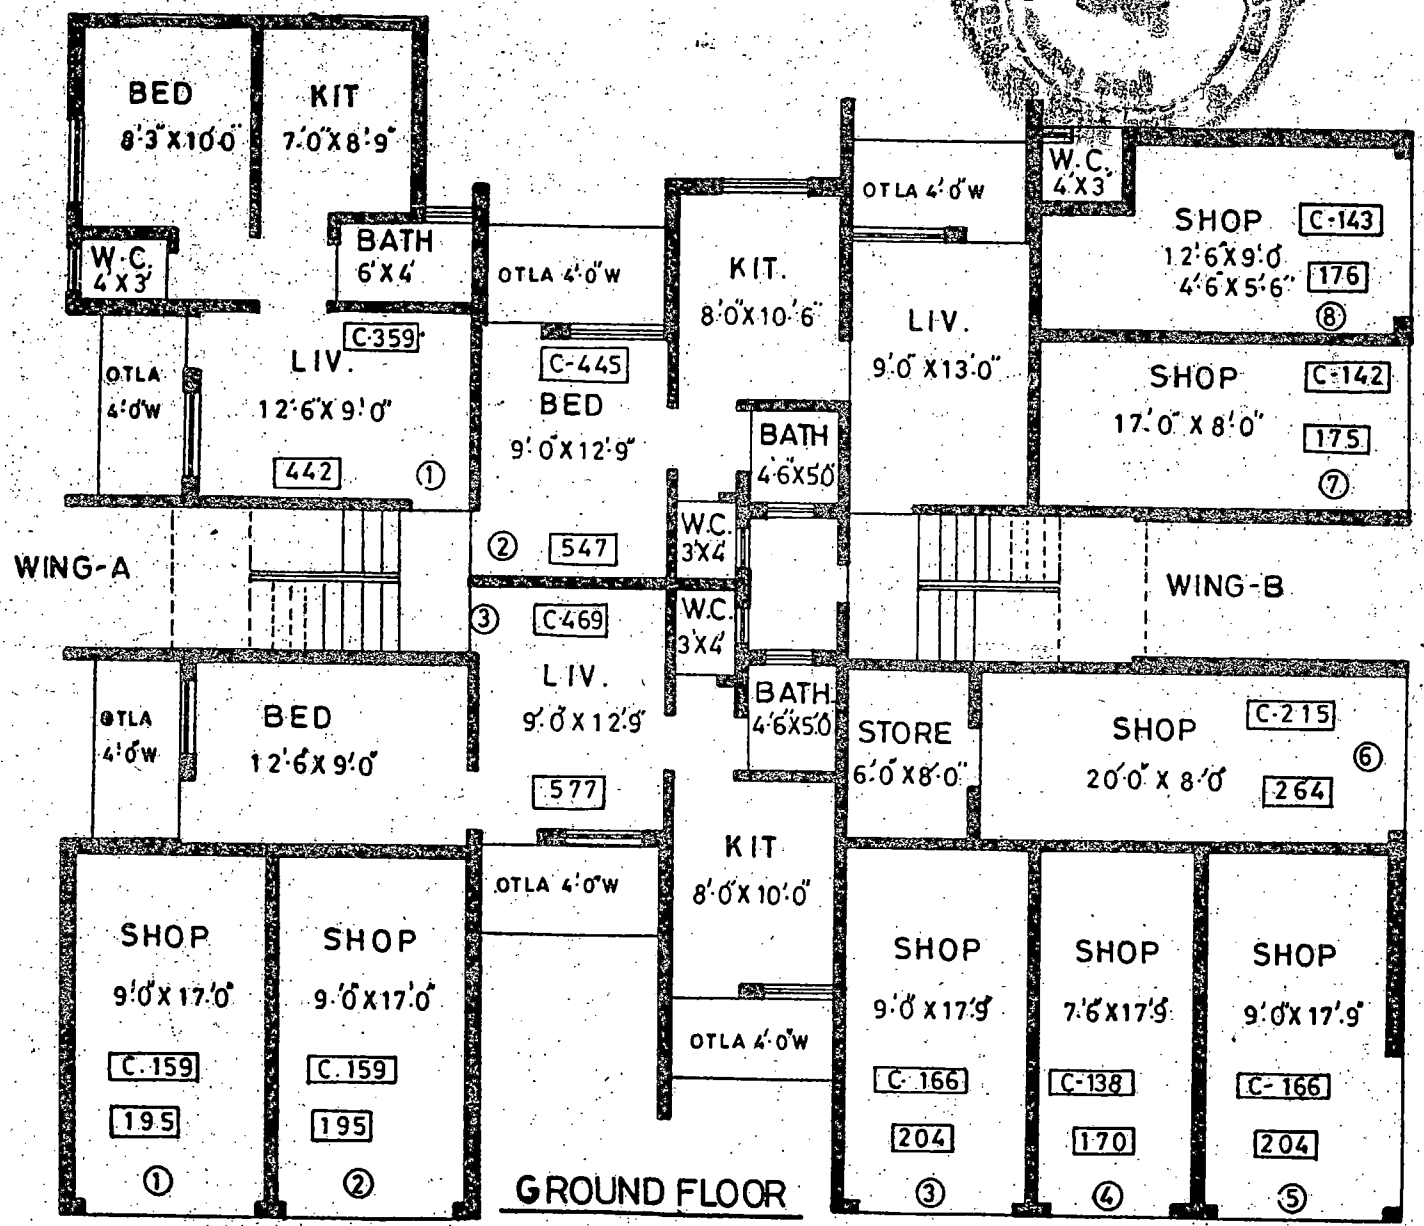 BED
8'-3"X10'0"
KIT
7'.0"X8'-9"
W.C.
4'X3'
BATH
6'X4'
OTLA
4'-0"W
C-359
LIV.
12'-6"X9'-0"
442
①
OTLA 4'-0"W
C-445
BED
9'-0"X12'-9"
②
547
KIT.
8'-0"X10'-6"
BATH
4'-6"X5'0"
W.C.
3'X4'
OTLA 4'-0"W
LIV.
9'-0"X13'-0"
W.C.
4'X3'
SHOP
12'-6"X9'-0"
4'-6"X5'-6"
C-143
176
⑧
SHOP
17'-0" X 8'-0"
C-142
175
⑦
WING-A
WING-B
③
C-469
LIV.
9'-0"X12'-9"
577
W.C.
3'X4'
BATH
4'-6"X5'0"
OTLA
4'-0"W
BED
12'-6"X9'-0"
STORE
6'-0"X8'-0"
SHOP
20'-0" X 8'-0"
C-215
264
⑥
KIT
8'-0"X10'-0"
OTLA 4'-0"W
OTLA 4'-0"W
SHOP
9'-0"X17'-0"
C.159
195
①
SHOP
9'-0"X17'-0"
C.159
195
②
SHOP
9'-0"X17'-9"
C-166
204
③
SHOP
7'-6"X17'-9"
C-138
170
④
SHOP
9'-0"X17'-9"
C-166
204
⑤
GROUND FLOOR